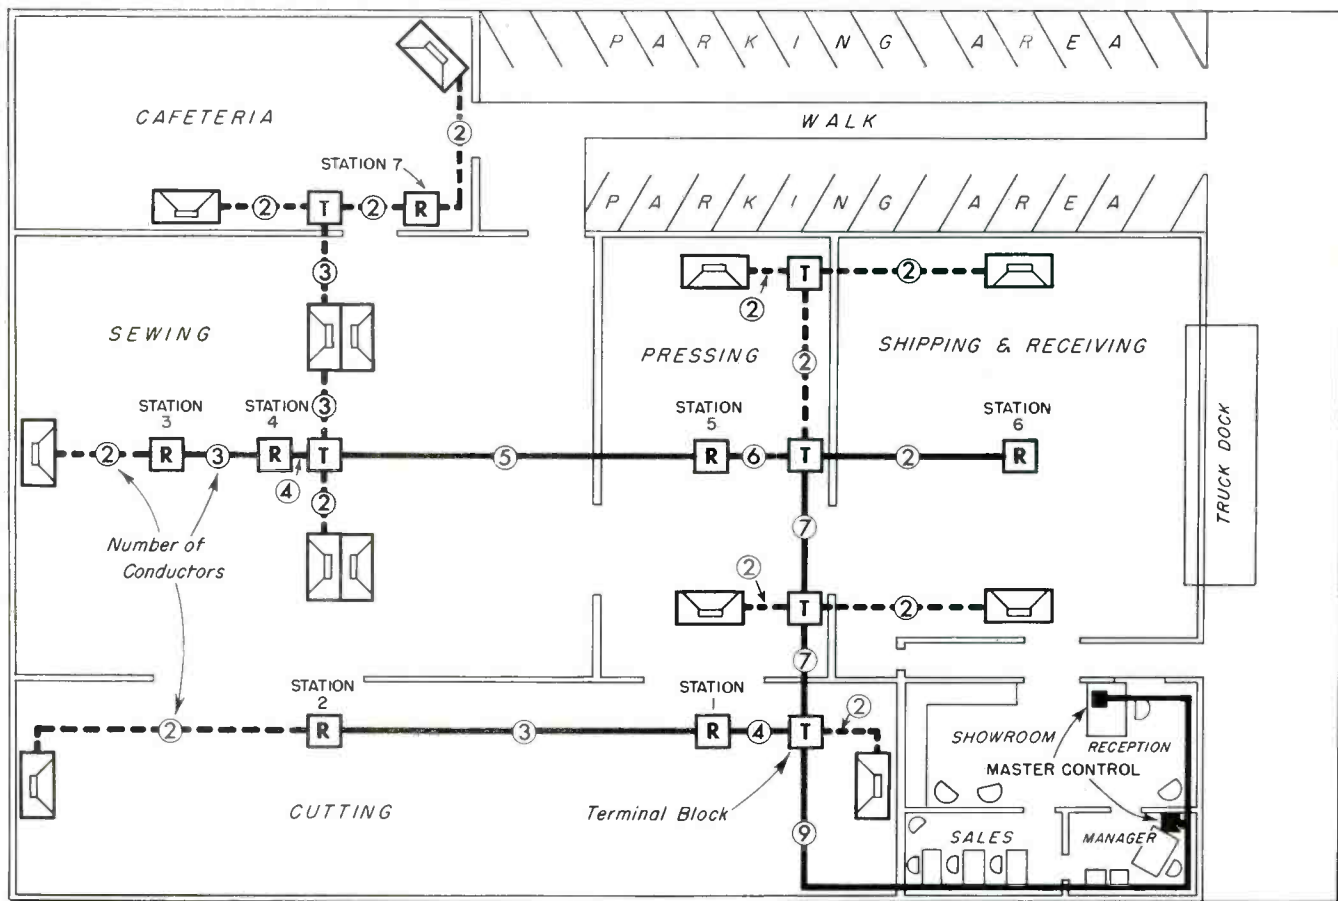 PARKING AREA
CAFETERIA
WALK
2
STATION 7
PARKING AREA
2
T
2
R
3
T
2
2
SEWING
PRESSING
SHIPPING & RECEIVING
2
3
STATION
3
STATION
4
STATION
5
STATION
6
2
R
3
R
T
5
R
6
T
2
R
4
2
TRUCK DOCK
7
Number of
Conductors
2
T
2
7
STATION
2
STATION
1
2
R
3
R
4
T
2
SHOWROOM
RECEPTION
MASTER CONTROL
CUTTING
Terminal Block
9
SALES
MANAGER